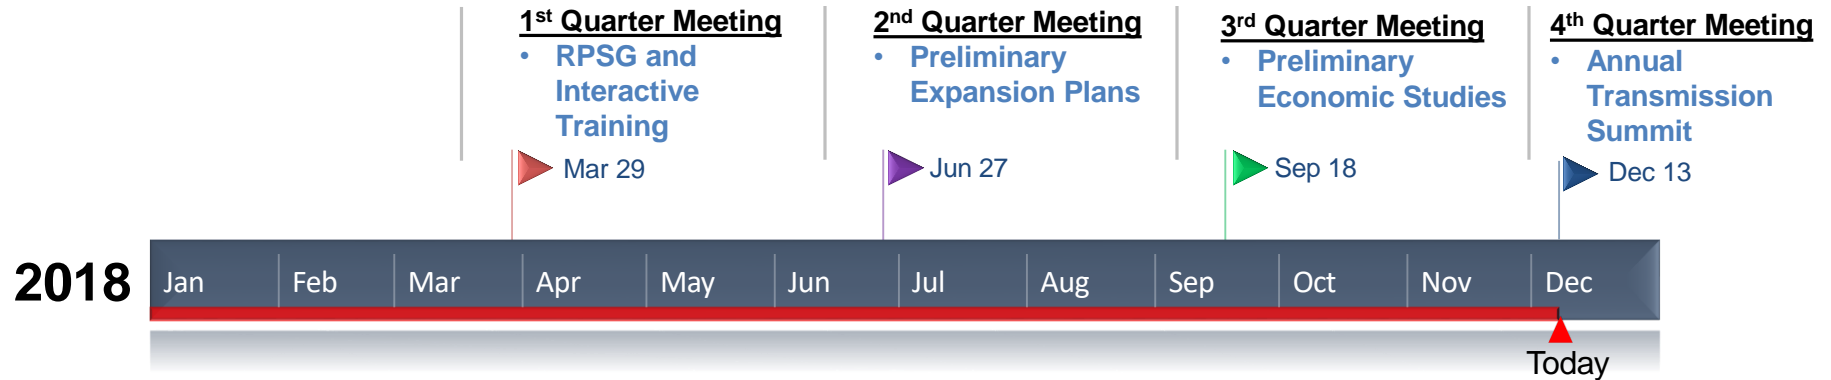 1st Quarter Meeting
• RPSG and
Interactive
Training
Mar 29
2nd Quarter Meeting
• Preliminary
Expansion Plans
Jun 27
3rd Quarter Meeting
• Preliminary
Economic Studies
Sep 18
4th Quarter Meeting
• Annual
Transmission
Summit
Dec 13
2018
Jan Feb Mar Apr May Jun Jul Aug Sep Oct Nov Dec
Today